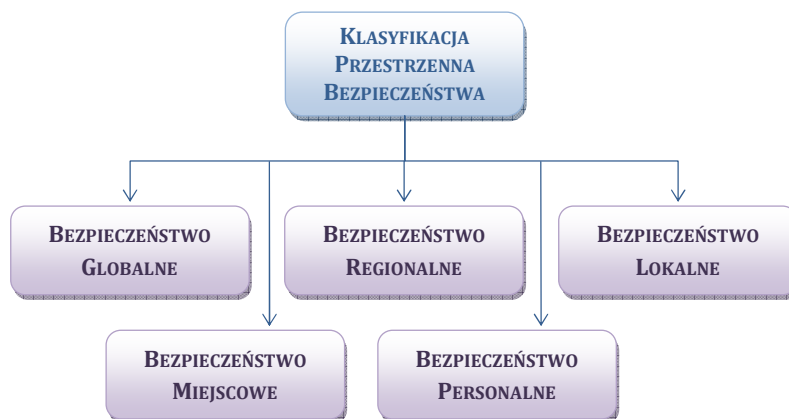 KLASYFIKACJA
PRZESTRZENNA
BEZPIECZEŃSTWA
BEZPIECZEŃSTWO
GLOBALNE
BEZPIECZEŃSTWO
REGIONALNE
BEZPIECZEŃSTWO
LOKALNE
BEZPIECZEŃSTWO
MIEJSCOWE
BEZPIECZEŃSTWO
PERSONALNE